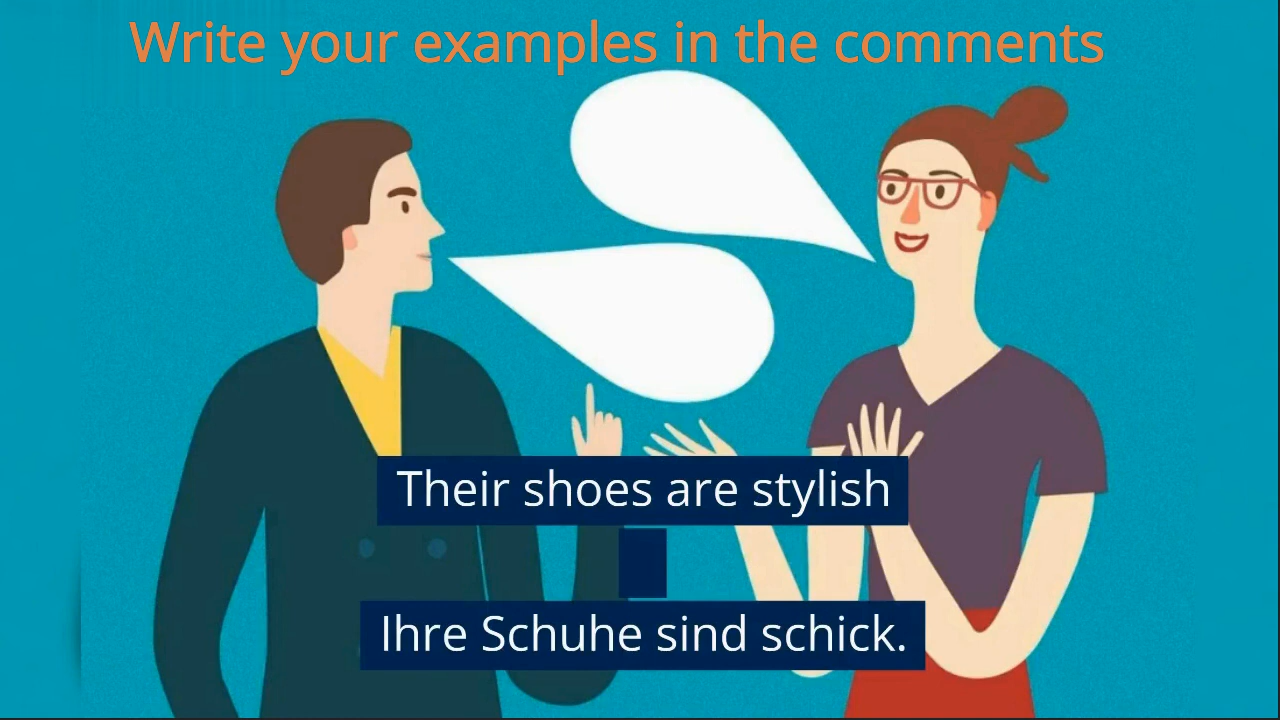 Write your examples in the comments
Their shoes are stylish
Ihre Schuhe sind schick.